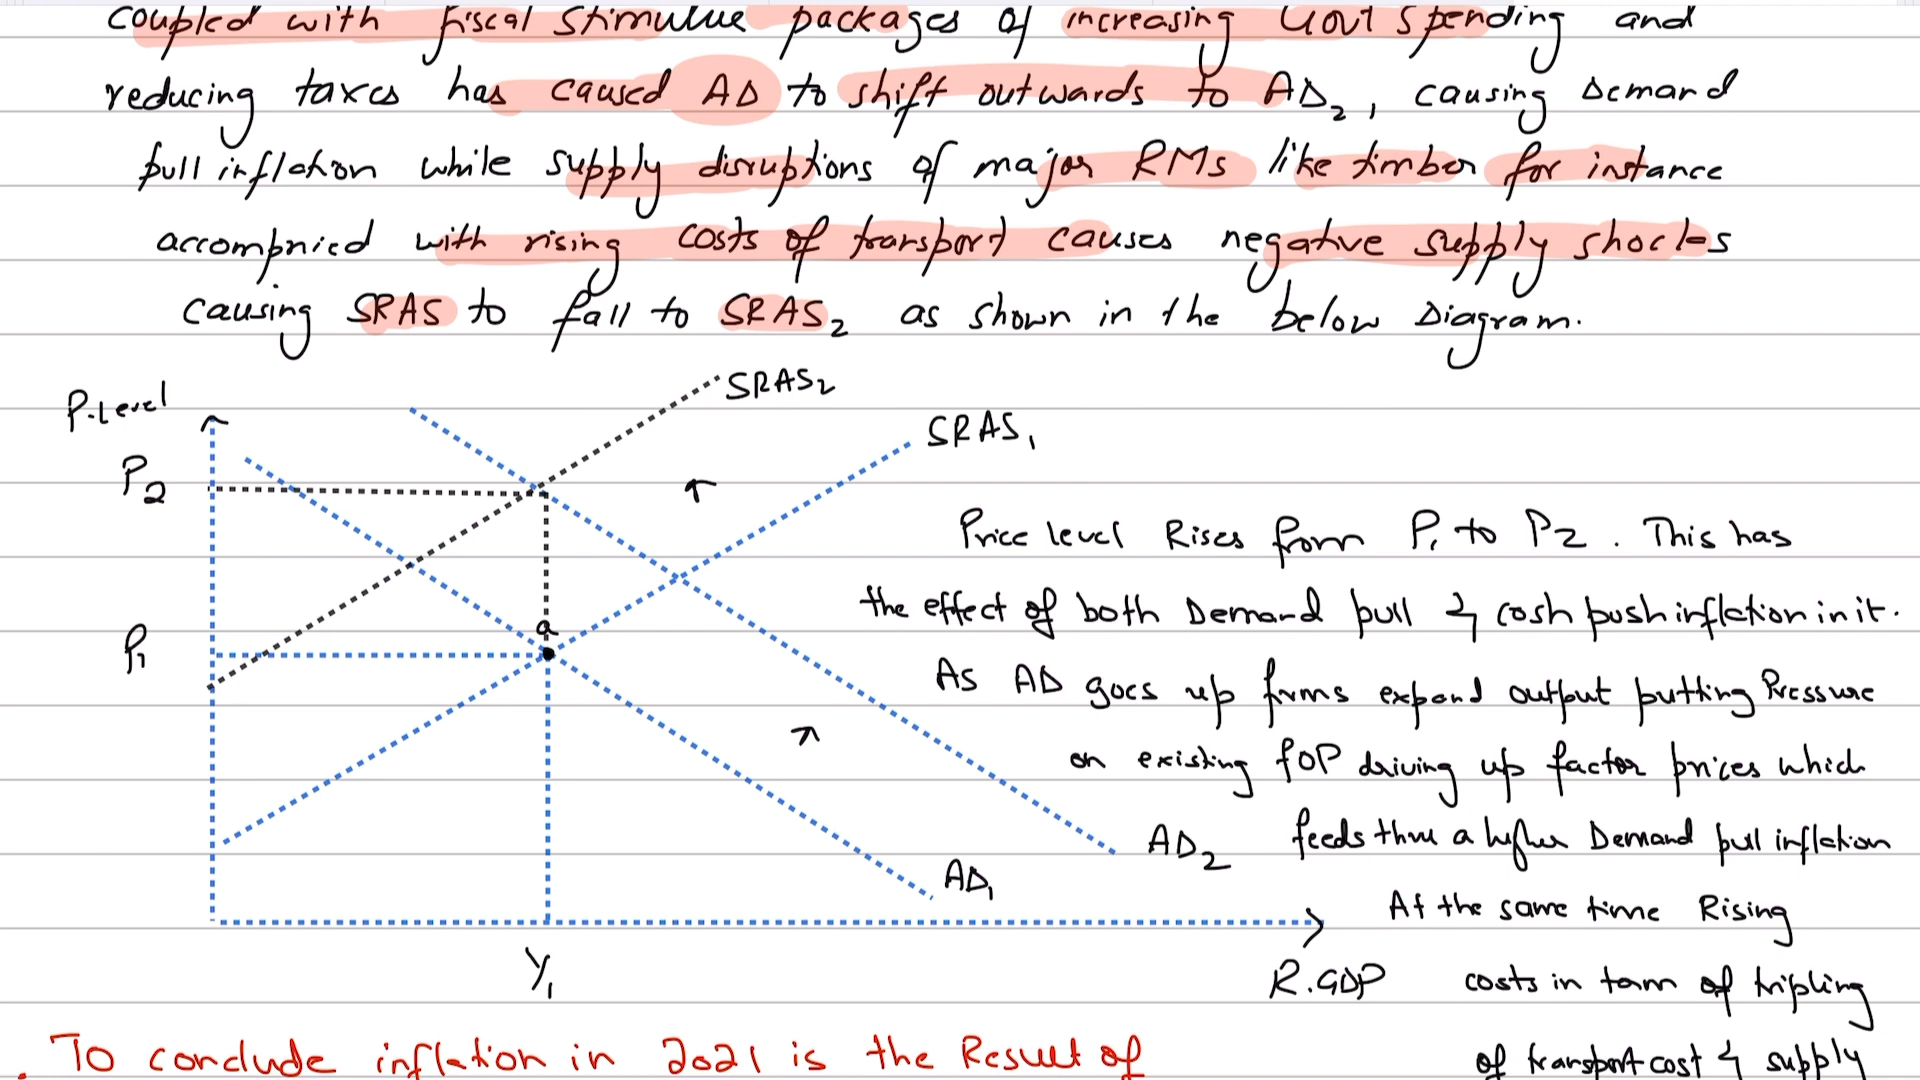 coupled with fiscal stimulus packages of increasing Govt Spending and
reducing taxes has caused AD to shift outwards to AD₂, causing Demand
pull inflation while supply disruptions of major RMs like timber for instance
accompnied with rising costs of transport causes negative supply shocks
causing SRAS to fall to SRAS₂ as shown in the below Diagram.
P.Level
SRAS₂
SRAS₁
P₂
Price level Rises from P₁ to P2. This has
the effect of both Demand pull & cosh push inflation in it.
a
P₁
As AD goes up firms expand output putting Pressure
on existing FOP driving up factor prices which
AD₂
feeds thru a higher Demand pull inflation
AD₁
At the same time Rising
Y₁
R.GDP
costs in tam of tripling
To conclude inflation in 2021 is the Result of
of transport cost & supply